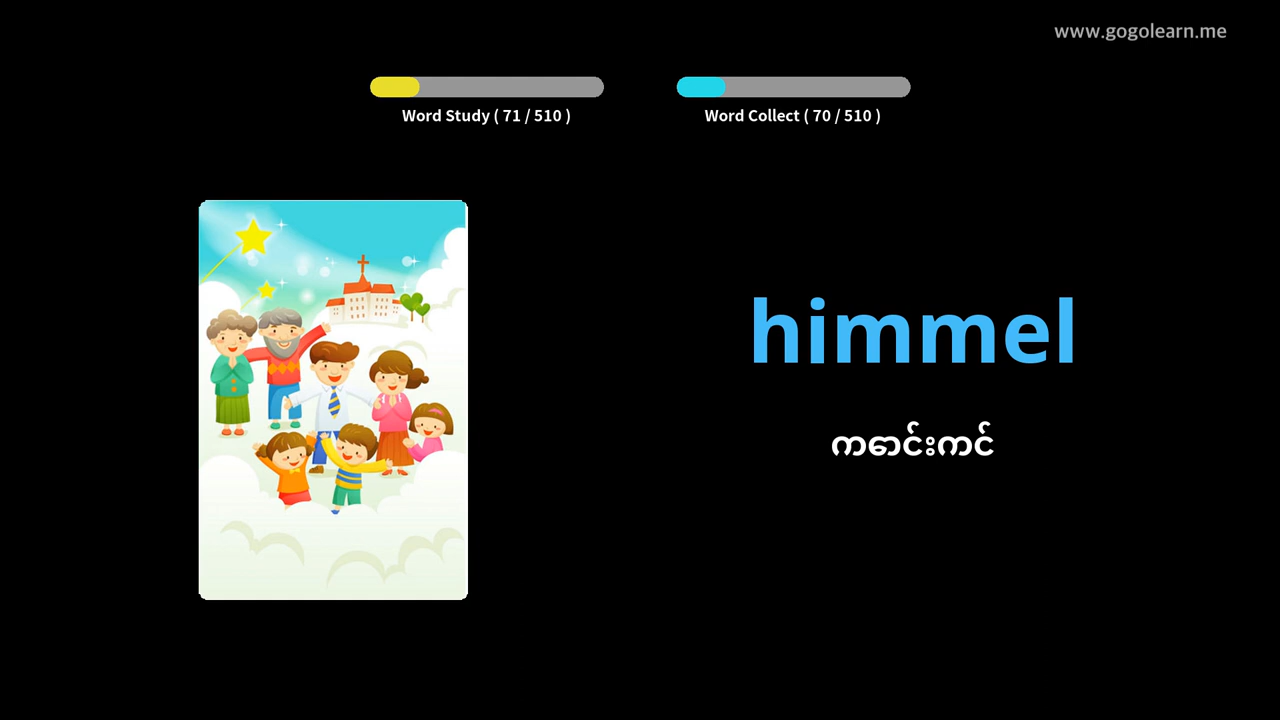 www.gogolearn.me
Word Study ( 71 / 510 )
Word Collect ( 70 / 510 )
himmel
ကောင်းကင်